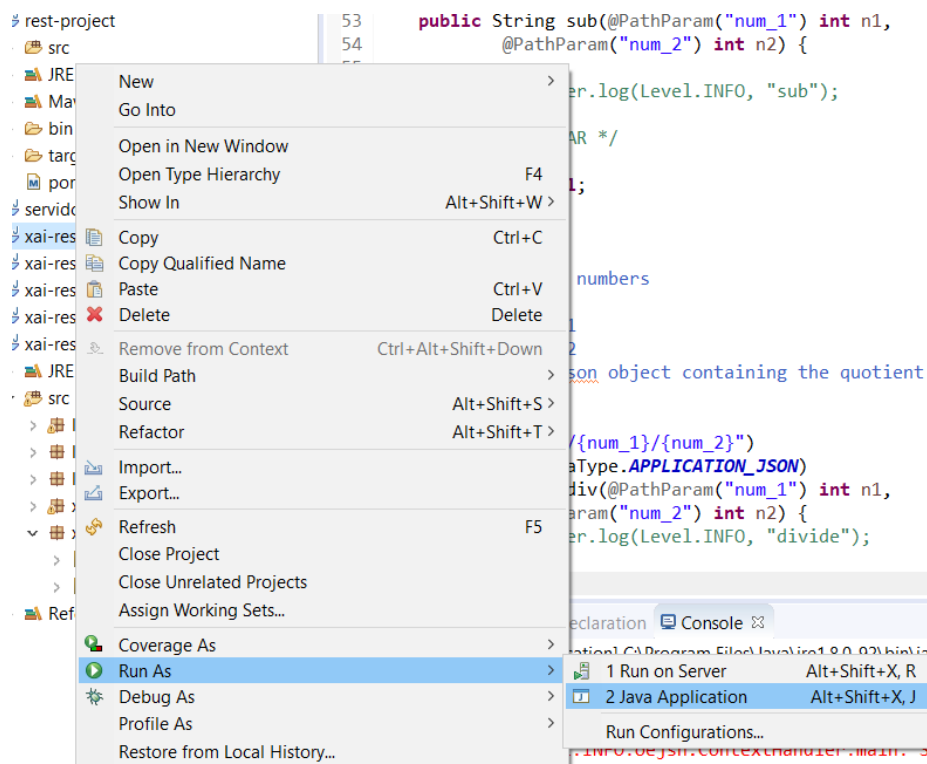 rest-project
src
JRE
bin
xai-res
xai-res
xai-res
xai-res
xai-res
JRE
src
New
Go Into
Open in New Window
Open Type Hierarchy F4
Show In Alt+Shift+W >
Copy Ctrl+C
Copy Qualified Name
Paste Ctrl+V
Delete Delete
Remove from Context Ctrl+Alt+Shift+Down
Build Path >
Source Alt+Shift+S >
Refactor Alt+Shift+T >
Import...
Export...
Refresh F5
Close Project
Close Unrelated Projects
Assign Working Sets...
Coverage As >
Run As >
Debug As >
Profile As >
Restore from Local History...
1 Run on Server Alt+Shift+X, R
2 Java Application Alt+Shift+X, J
Run Configurations...
53 public String sub(@PathParam("num_1") int n1,
54 @PathParam("num_2") int n2) {
er.log(Level.INFO, "sub");
AR */
1;
numbers
1
2
son object containing the quotient
/{num_1}/{num_2}")
aType.APPLICATION_JSON)
div(@PathParam("num_1") int n1,
aram("num_2") int n2) {
er.log(Level.INFO, "divide");
eclaration Console